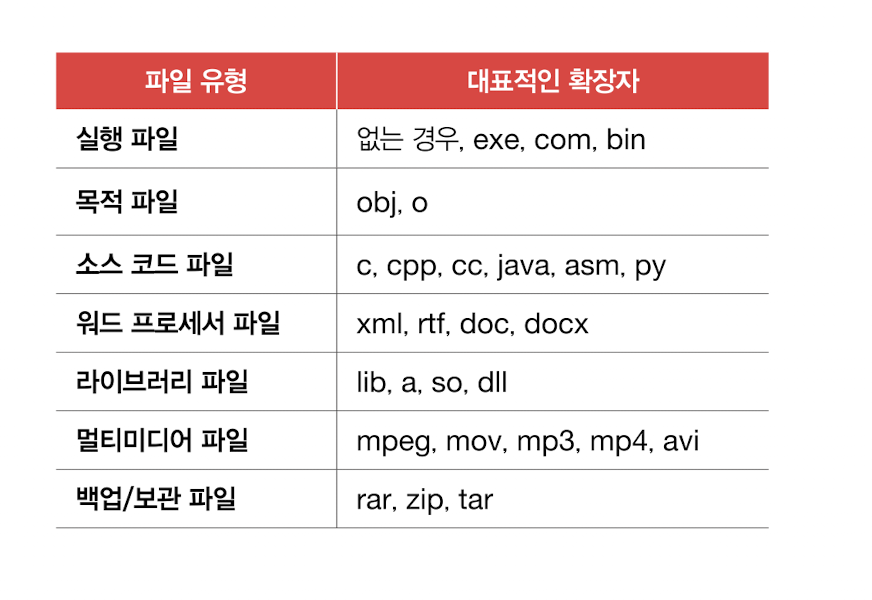 파일 유형 대표적인 확장자
실행 파일 없는 경우, exe, com, bin
목적 파일 obj, o
소스 코드 파일 c, cpp, cc, java, asm, py
워드 프로세서 파일 xml, rtf, doc, docx
라이브러리 파일 lib, a, so, dll
멀티미디어 파일 mpeg, mov, mp3, mp4, avi
백업/보관 파일 rar, zip, tar